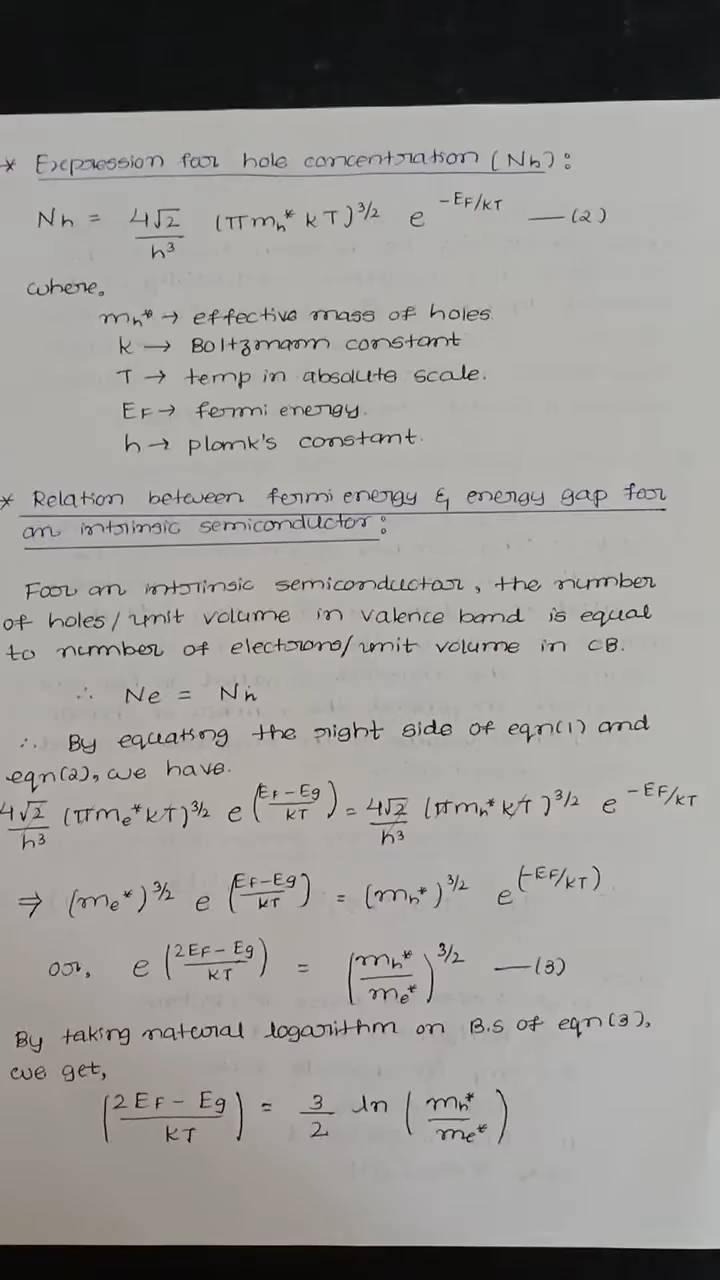 * Expression for hole concentration (Nh):
Nh = 4√2/h³ (πmh* kT)^3/2 e^-EF/kT —(2)
where,
mh* → effective mass of holes.
k → Boltzmann constant
T → temp in absolute scale.
EF → fermi energy.
h → plank's constant.
* Relation between fermi energy & energy gap for
an intrinsic semiconductor:
For an intrinsic semiconductor, the number
of holes/unit volume in valence band is equal
to number of electrons/unit volume in CB.
∴ Ne = Nh
∴ By equating the right side of eqn(1) and
eqn(2), we have.
4√2/h³ (πme* kT)^3/2 e^((EF-Eg)/kT) = 4√2/h³ (πmh* kT)^3/2 e^-EF/kT
⇒ (me*)^3/2 e^((EF-Eg)/kT) = (mh*)^3/2 e^(-EF/kT)
or, e^((2EF-Eg)/kT) = (mh*/me*)^3/2 —(3)
By taking natural logarithm on B.S of eqn(3),
we get,
((2EF-Eg)/kT) = 3/2 ln (mh*/me*)